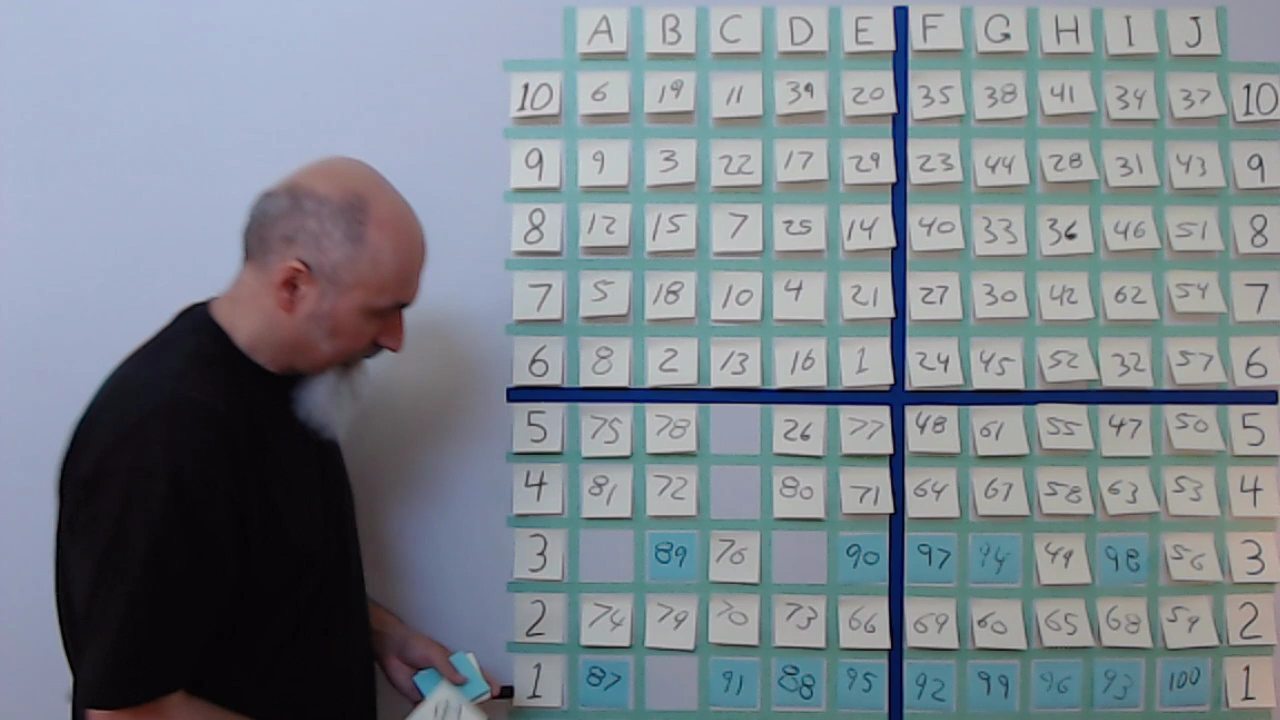 A B C D E F G H I J
10 6 19 11 39 20 35 38 41 34 37 10
9 9 3 22 17 29 23 44 28 31 43 9
8 12 15 7 25 14 40 33 36 46 51 8
7 5 18 10 4 21 27 30 42 62 54 7
6 8 2 13 16 1 24 45 52 32 57 6
5 75 78 26 77 48 61 55 47 50 5
4 81 72 80 71 64 67 58 63 53 4
3 89 76 90 97 94 49 98 56 3
2 74 79 70 73 66 69 60 65 68 59 2
1 87 91 88 95 92 99 96 93 100 1